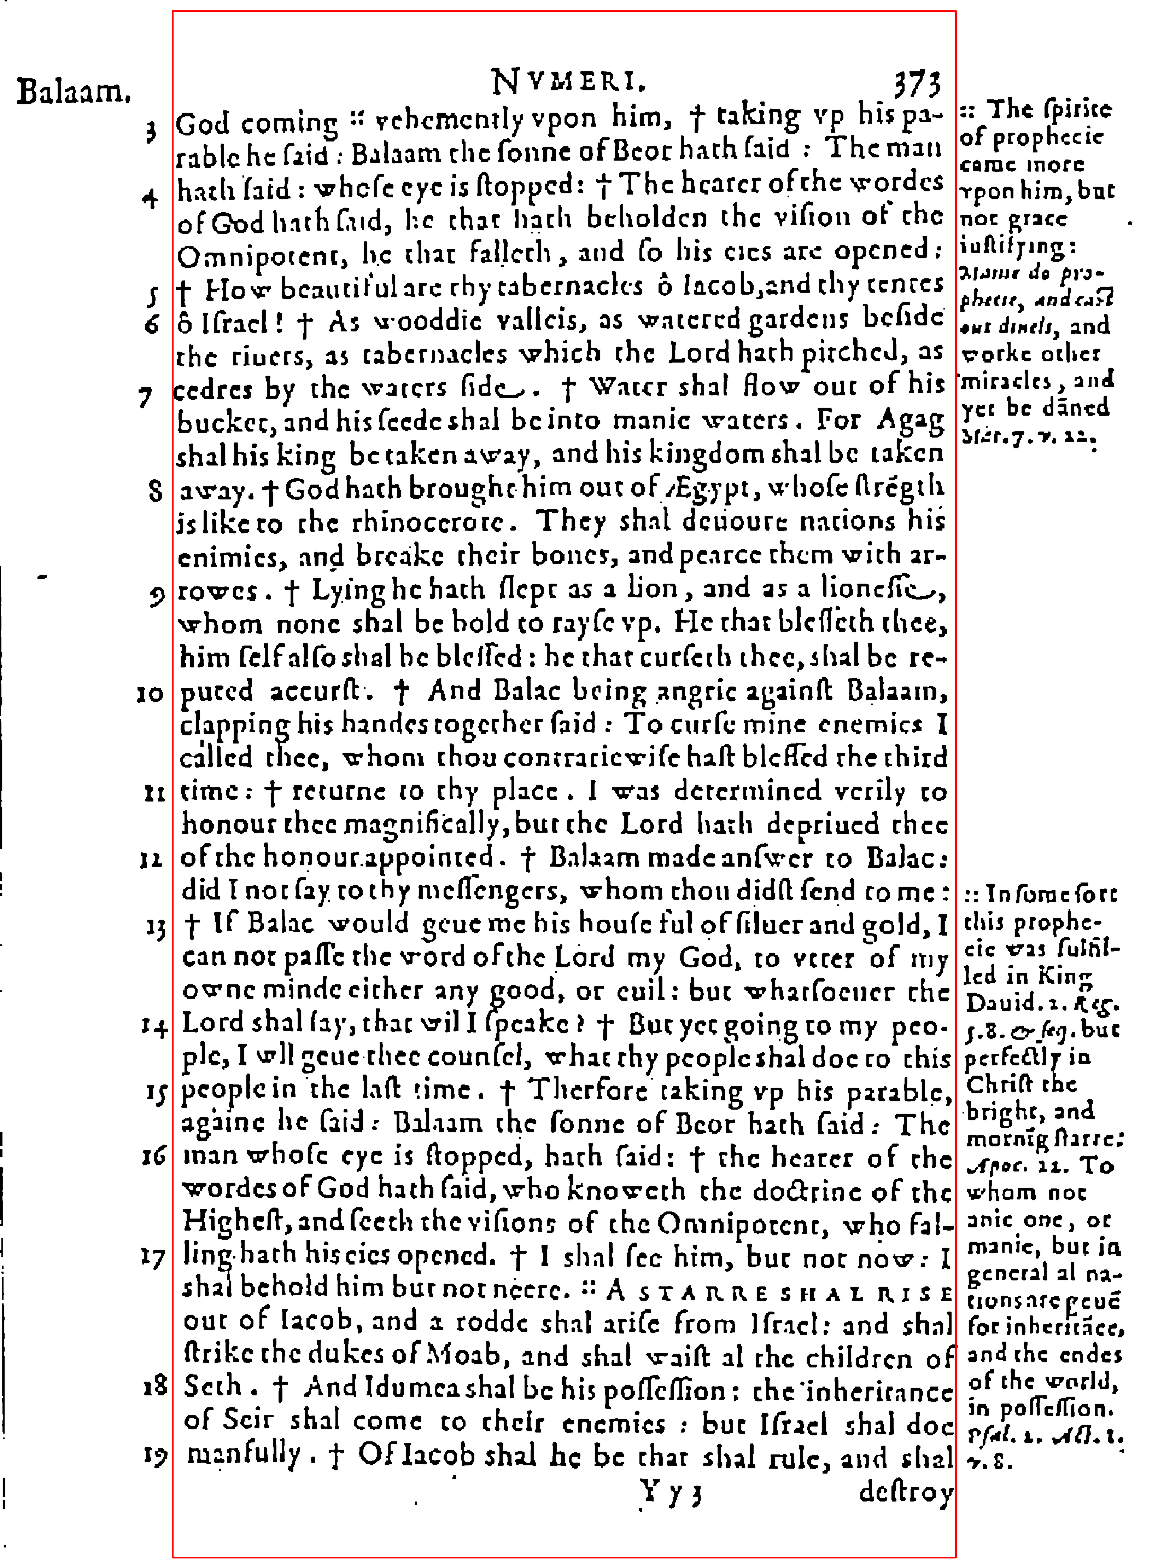 Balaam.
NVMERI.
373
3 God coming :: vehemently vpon him, † taking vp his pa-
rable he ſaid: Balaam the ſonne of Beor hath ſaid: The man
4 hath ſaid: whoſe eye is ſtopped: † The hearer of the wordes
of God hath ſaid, he that hath beholden the viſion of the
Omnipotent, he that falleth, and ſo his eies are opened:
5 † How beautiful are thy tabernacles ô Iacob, and thy tentes
6 ô Iſrael! † As wooddie valleis, as watered gardens beſide
the riuers, as tabernacles which the Lord hath pitched, as
7 cedres by the waters ſide. † Water shal flow out of his
bucket, and his ſeede shal be into manie waters. For Agag
shal his king be taken away, and his kingdom shal be taken
8 away. † God hath brought him out of Ægypt, whoſe ſtrẽgth
is like to the rhinocerote. They shal deuoure nations his
enimies, and breake their bones, and pearce them with ar-
9 rowes. † Lying he hath ſlept as a lion, and as a lioneſſe,
whom none shal be bold to rayſe vp. He that bleſſeth thee,
him ſelf alſo shal be bleſſed: he that curſeth thee, shal be re-
10 puted accurſt. † And Balac being angrie againſt Balaam,
clapping his handes together ſaid: To curſe mine enemies I
called thee, whom thou contrariewiſe haſt bleſſed the third
11 time: † returne to thy place. I was determined verily to
honour thee magnifically, but the Lord hath depriued thee
12 of the honour appointed. † Balaam made anſwer to Balac:
did I not ſay to thy meſſengers, whom thou didſt ſend to me:
13 † If Balac would geue me his houſe ful of ſiluer and gold, I
can not paſſe the word of the Lord my God, to vtter of my
owne minde either any good, or euil: but whatſoeuer the
14 Lord shal ſay, that wil I ſpeake? † But yet going to my peo-
ple, I wll geue thee counſel, what thy people shal doe to this
15 people in the laſt time. † Therfore taking vp his parable,
againe he ſaid: Balaam the ſonne of Beor hath ſaid: The
16 man whoſe eye is ſtopped, hath ſaid: † the hearer of the
wordes of God hath ſaid, who knoweth the doctrine of the
Higheſt, and ſeeth the viſions of the Omnipotent, who fal-
17 ling hath his eies opened. † I shal ſee him, but not now: I
shal behold him but not neere. :: A STARRE SHAL RISE
out of Iacob, and a rodde shal ariſe from Iſrael: and shal
ſtrike the dukes of Moab, and shal waiſt al the children of
18 Seth. † And Idumea shal be his poſſeſſion: the inheritance
of Seir shal come to their enemies: but Iſrael shal doe
19 manfully. † Of Iacob shal he be that shal rule, and shal
Y y 3
deſtroy
:: The ſpirite
of prophecie
came more
vpon him, but
not grace
iuſtifying:
Manie do pro-
phecie, and caſt
out diuels, and
worke other
miracles, and
yet be dãned
Mat. 7. v. 22.
:: In ſome ſort
this prophe-
cie was fulfil-
led in King
Dauid. 2. Reg.
5. 8. & ſeq. but
perfectly in
Chriſt the
bright, and
mornĩg ſtarre:
Apoc. 22. To
whom not
anie one, or
manie, but in
general al na-
tions are geuẽ
for inheritãce,
and the endes
of the world,
in poſſeſſion.
Pſal. 2. Act. 1.
v. 8.